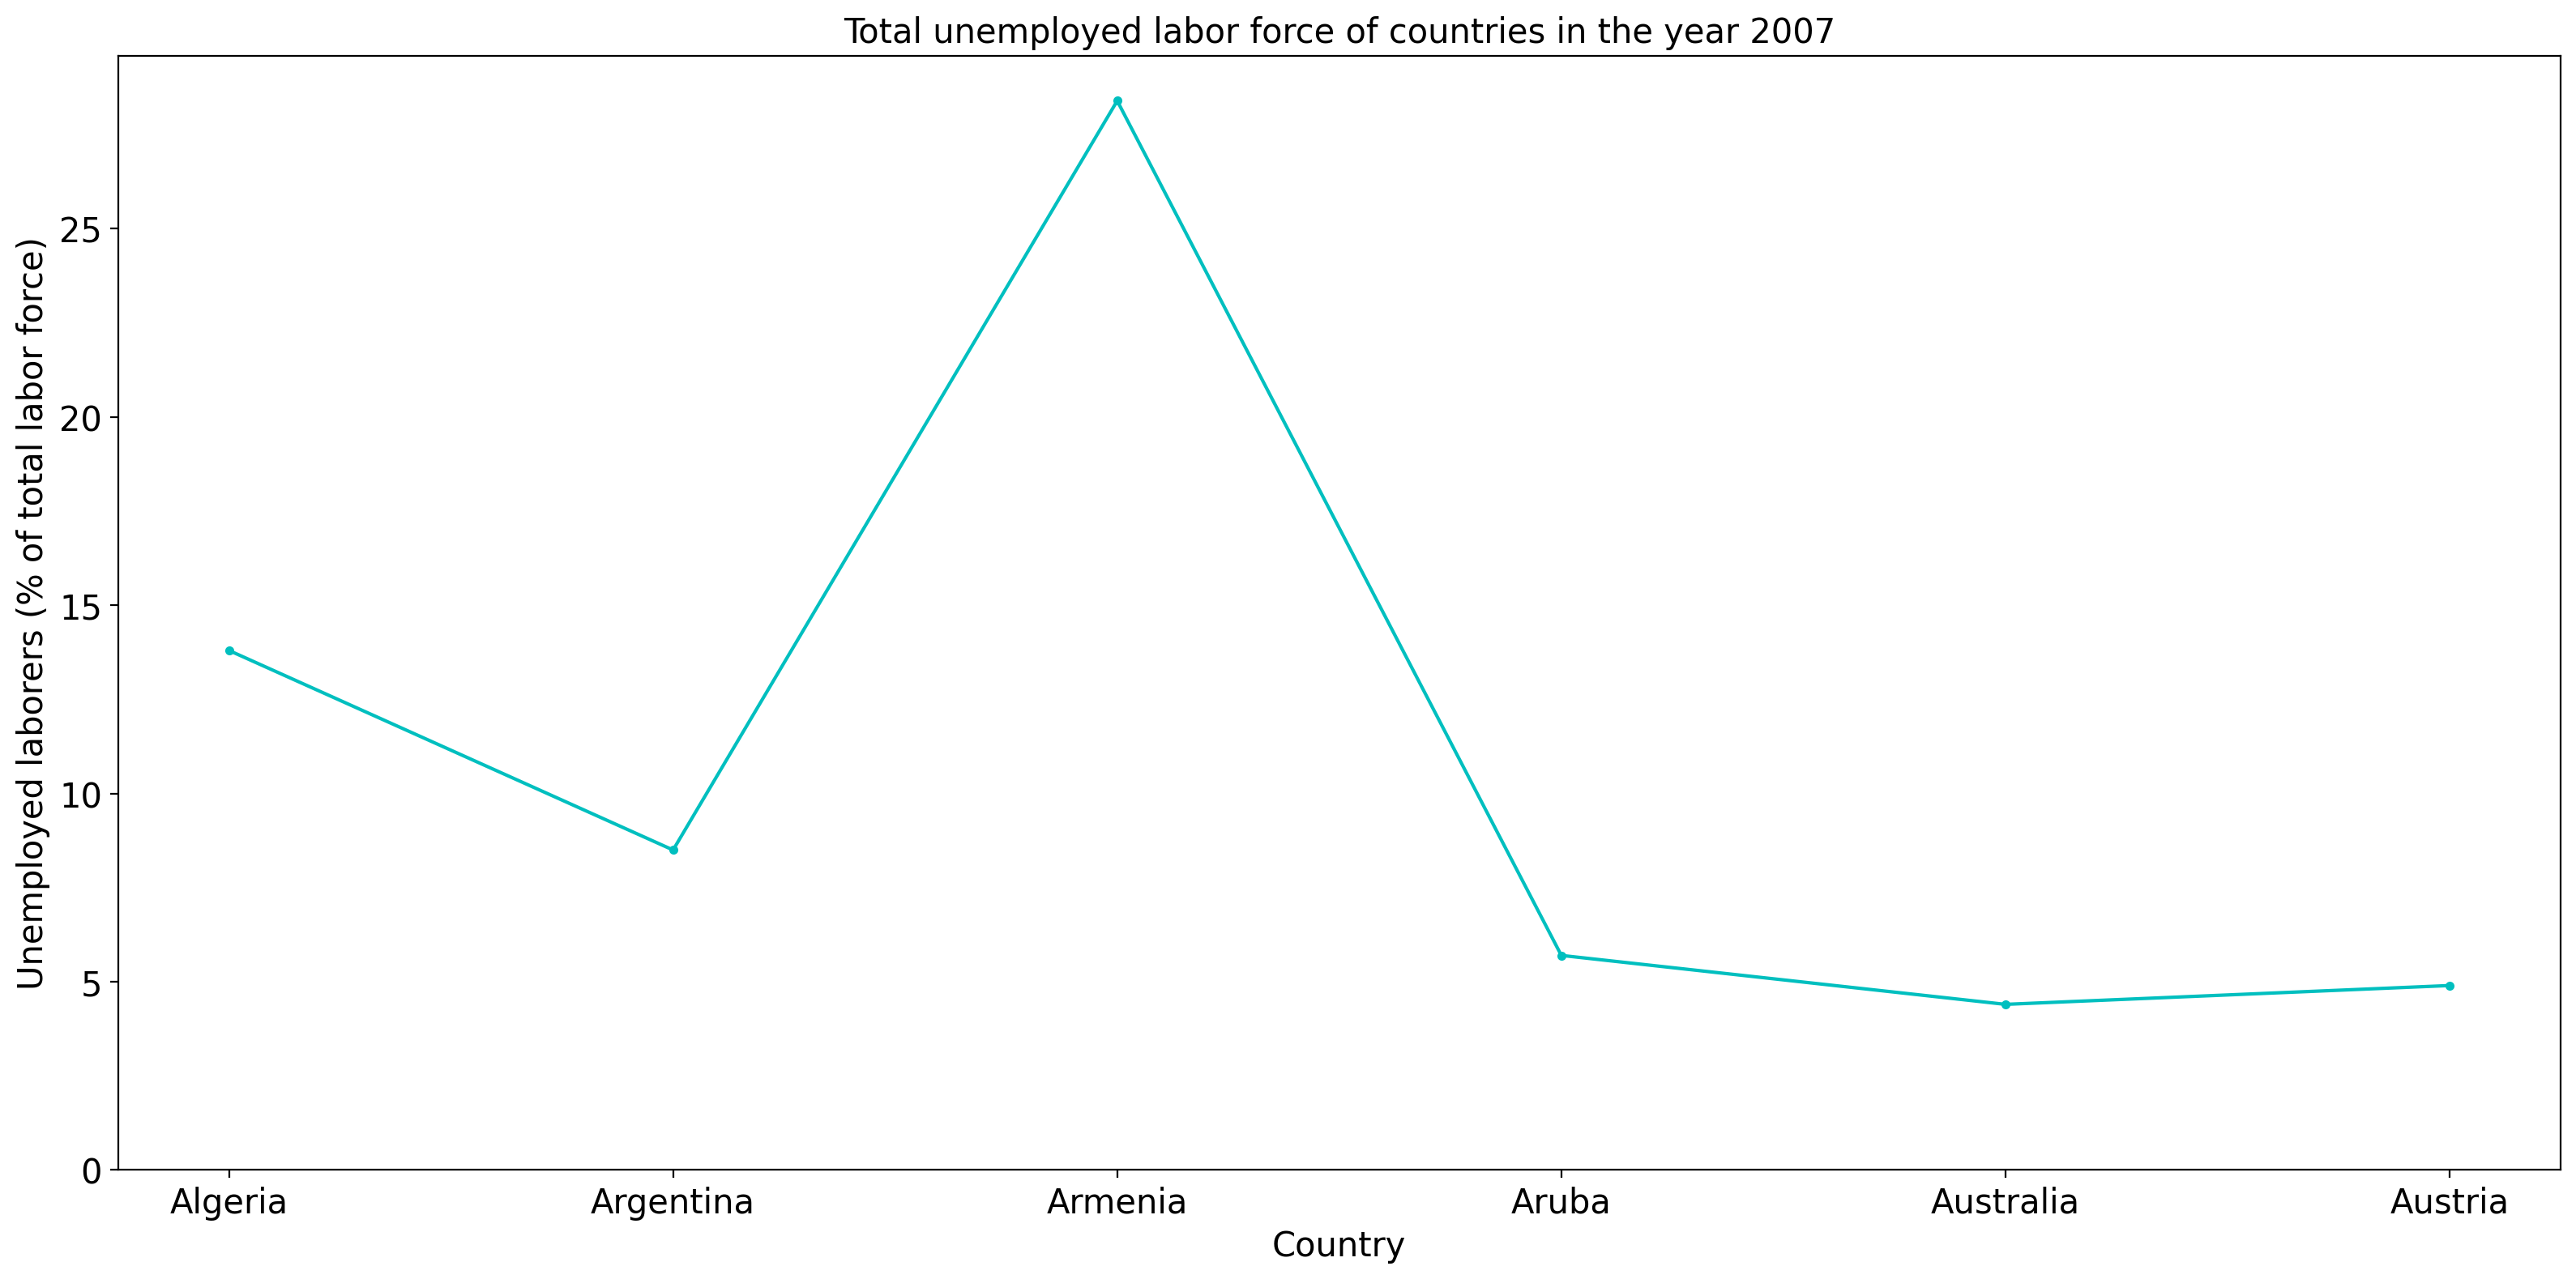 Total unemployed labor force of countries in the year 2007
Unemployed laborers (% of total labor force)
25
20
15
10
5
0
Algeria Argentina Armenia Aruba Australia Austria
Country